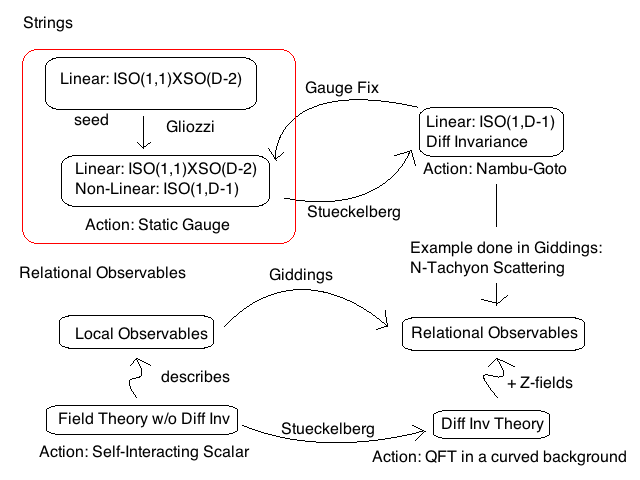 Strings
Linear: ISO(1,1)XSO(D-2)
seed
Gliozzi
Linear: ISO(1,1)XSO(D-2)
Non-Linear: ISO(1,D-1)
Action: Static Gauge
Gauge Fix
Stueckelberg
Linear: ISO(1,D-1)
Diff Invariance
Action: Nambu-Goto
Example done in Giddings:
N-Tachyon Scattering
Relational Observables
Giddings
Local Observables
Relational Observables
describes
+ Z-fields
Field Theory w/o Diff Inv
Stueckelberg
Diff Inv Theory
Action: Self-Interacting Scalar
Action: QFT in a curved background